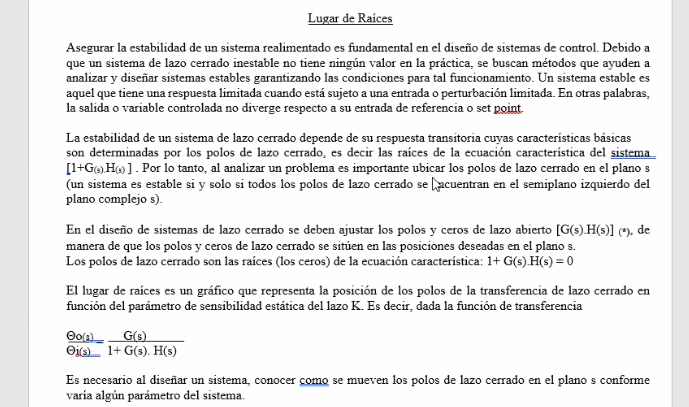 Lugar de Raíces
Asegurar la estabilidad de un sistema realimentado es fundamental en el diseño de sistemas de control. Debido a
que un sistema de lazo cerrado inestable no tiene ningún valor en la práctica, se buscan métodos que ayuden a
analizar y diseñar sistemas estables garantizando las condiciones para tal funcionamiento. Un sistema estable es
aquel que tiene una respuesta limitada cuando está sujeto a una entrada o perturbación limitada. En otras palabras,
la salida o variable controlada no diverge respecto a su entrada de referencia o set point.
La estabilidad de un sistema de lazo cerrado depende de su respuesta transitoria cuyas características básicas
son determinadas por los polos de lazo cerrado, es decir las raíces de la ecuación característica del sistema
[1+G(s).H(s) ] . Por lo tanto, al analizar un problema es importante ubicar los polos de lazo cerrado en el plano s
(un sistema es estable si y solo si todos los polos de lazo cerrado se encuentran en el semiplano izquierdo del
plano complejo s).
En el diseño de sistemas de lazo cerrado se deben ajustar los polos y ceros de lazo abierto [G(s).H(s)] (*), de
manera de que los polos y ceros de lazo cerrado se sitúen en las posiciones deseadas en el plano s.
Los polos de lazo cerrado son las raíces (los ceros) de la ecuación característica: 1+ G(s).H(s) = 0
El lugar de raíces es un gráfico que representa la posición de los polos de la transferencia de lazo cerrado en
función del parámetro de sensibilidad estática del lazo K. Es decir, dada la función de transferencia
Θo(s) = G(s)
Θi(s) 1+ G(s). H(s)
Es necesario al diseñar un sistema, conocer como se mueven los polos de lazo cerrado en el plano s conforme
varía algún parámetro del sistema.